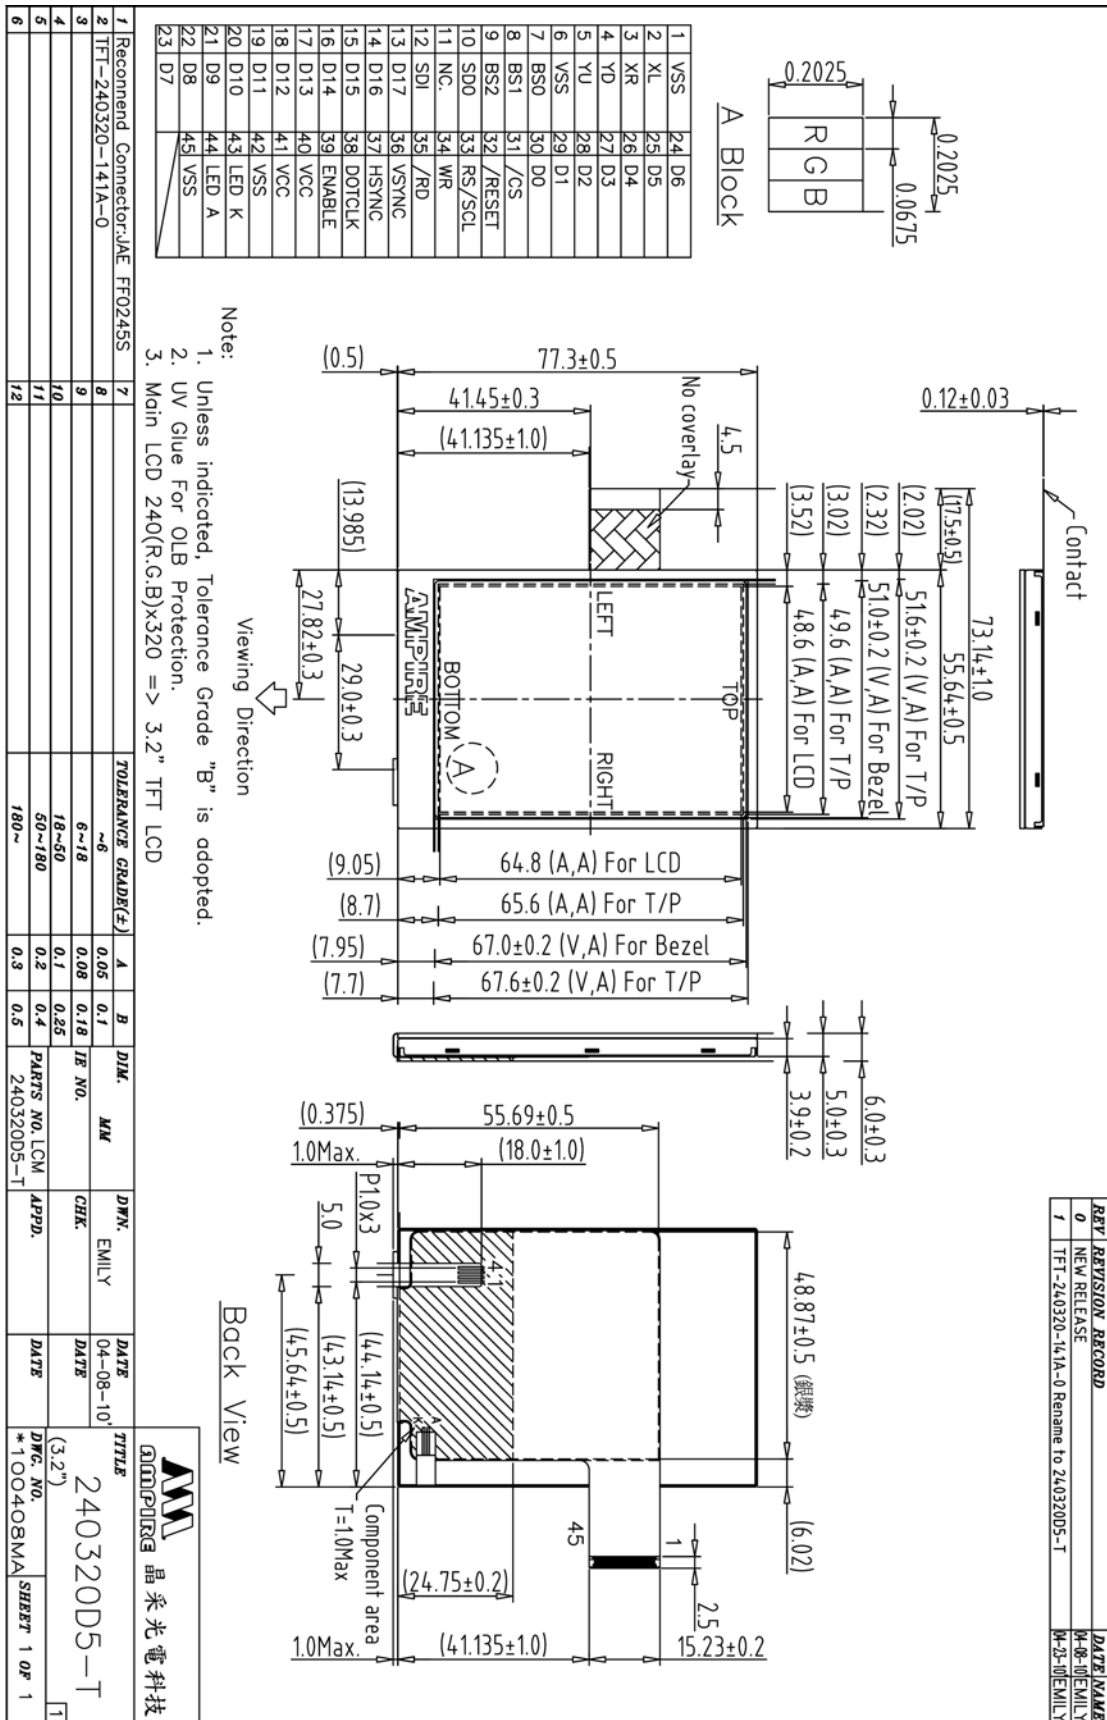 REV REVISION RECORD DATE NAME
0 NEW RELEASE 04-08-10' EMILY
1 TFT-240320-141A-0 Rename to 240320D5-T 04-23-10' EMILY
0.2025
0.0675
0.2025
R G B
A Block
1 VSS 24 D6
2 XL 25 D5
3 XR 26 D4
4 YD 27 D3
5 YU 28 D2
6 VSS 29 D1
7 BS0 30 D0
8 BS1 31 /CS
9 BS2 32 /RESET
10 SDO 33 RS/SCL
11 NC. 34 WR
12 SDI 35 /RD
13 D17 36 VSYNC
14 D16 37 HSYNC
15 D15 38 DOTCLK
16 D14 39 ENABLE
17 D13 40 VCC
18 D12 41 VCC
19 D11 42 VSS
20 D10 43 LED K
21 D9 44 LED A
22 D8 45 VSS
23 D7
0.12±0.03
Contact
73.14±1.0
(17.5±0.5)
55.64±0.5
(2.02)
51.6±0.2 (V,A) For T/P
(2.32)
51.0±0.2 (V,A) For Bezel
(3.02)
49.6 (A,A) For T/P
(3.52)
48.6 (A,A) For LCD
4.5
No coverlay
77.3±0.5
(0.5)
41.45±0.3
(41.135±1.0)
(13.985)
27.82±0.3
29.0±0.3
TOP
LEFT
RIGHT
BOTTOM
A
AMPIRE
Viewing Direction
64.8 (A,A) For LCD
(9.05)
65.6 (A,A) For T/P
(8.7)
67.0±0.2 (V,A) For Bezel
(7.95)
67.6±0.2 (V,A) For T/P
(7.7)
6.0±0.3
5.0±0.3
3.9±0.2
48.87±0.5 (銀漿)
(6.02)
55.69±0.5
(0.375)
(18.0±1.0)
1.0Max.
P1.0x3
5.0
4
1
(44.14±0.5)
(43.14±0.5)
(45.64±0.5)
A
K
Component area
T=1.0Max
45
1
2.5
15.23±0.2
(24.75±0.2)
(41.135±1.0)
1.0Max.
Back View
Note:
1. Unless indicated, Tolerance Grade "B" is adopted.
2. UV Glue For OLB Protection.
3. Main LCD 240(R.G.B)x320 => 3.2" TFT LCD
1 Reconnend Connector:JAE FF0245S 7
2 TFT-240320-141A-0 8
3 9
4 10
5 11
6 12
TOLERANCE GRADE(±) A B
~6 0.05 0.1
6~18 0.08 0.18
18~50 0.1 0.25
50~180 0.2 0.4
180~ 0.3 0.5
DIM. MM
IE NO.
PARTS NO. LCM
240320D5-T
DWN. EMILY
CHK.
APPD.
DATE 04-08-10'
DATE
DATE
AMPIRE 晶采光電科技
TITLE
240320D5-T
(3.2")
1
DWG. NO.
*100408MA
SHEET 1 OF 1